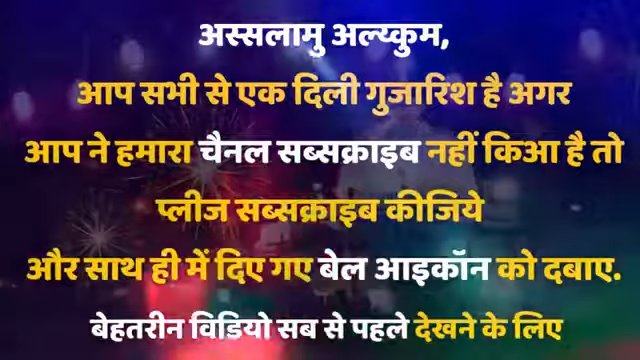 अस्सलामु अल्य्कुम,
आप सभी से एक दिली गुजारिश है अगर
आप ने हमारा चैनल सब्सक्राइब नहीं किआ है तो
प्लीज सब्सक्राइब कीजिये
और साथ ही में दिए गए बेल आइकॉन को दबाए.
बेहतरीन विडियो सब से पहले देखने के लिए